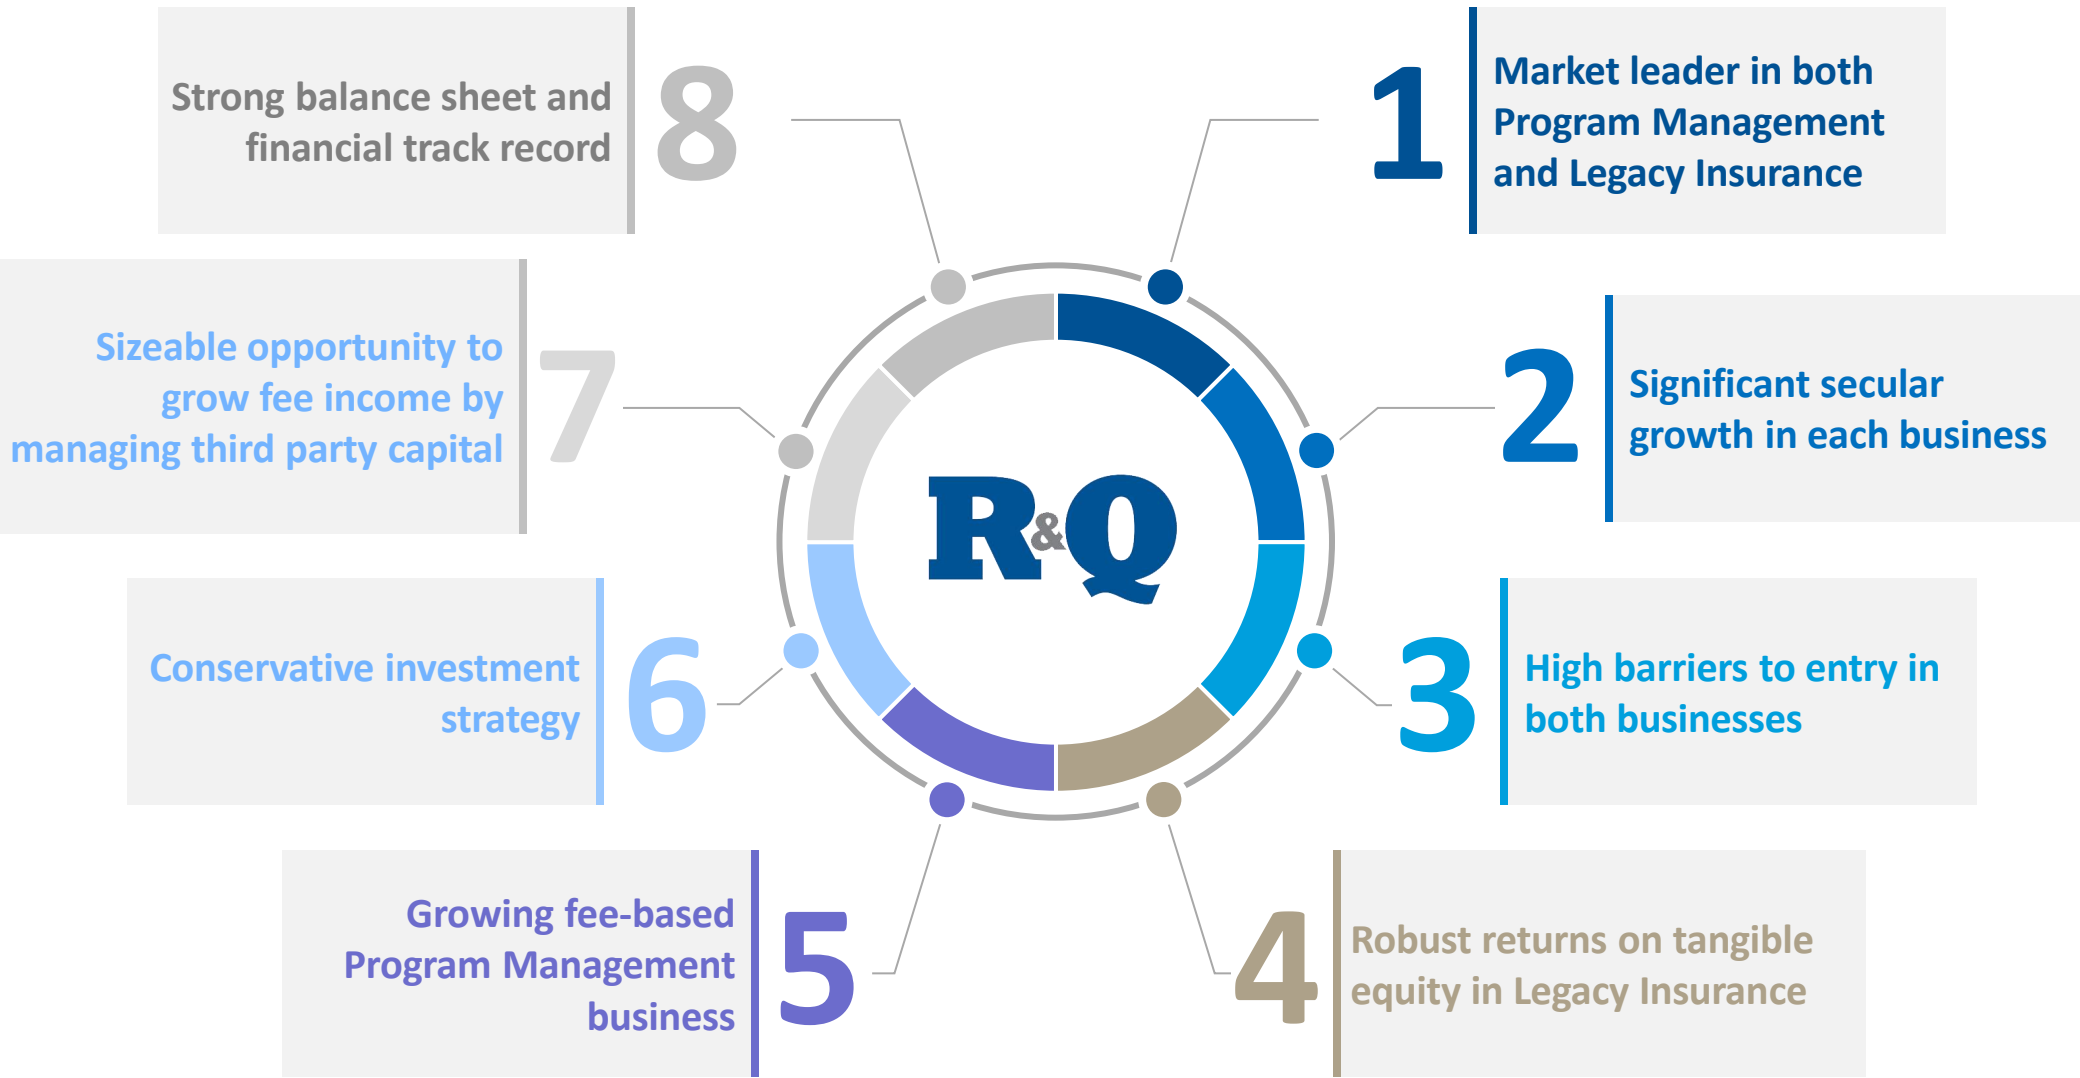 1
Market leader in both
Program Management
and Legacy Insurance
2
Significant secular
growth in each business
3
High barriers to entry in
both businesses
4
Robust returns on tangible
equity in Legacy Insurance
5
Growing fee-based
Program Management
business
6
Conservative investment
strategy
7
Sizeable opportunity to
grow fee income by
managing third party capital
8
Strong balance sheet and
financial track record
R&Q